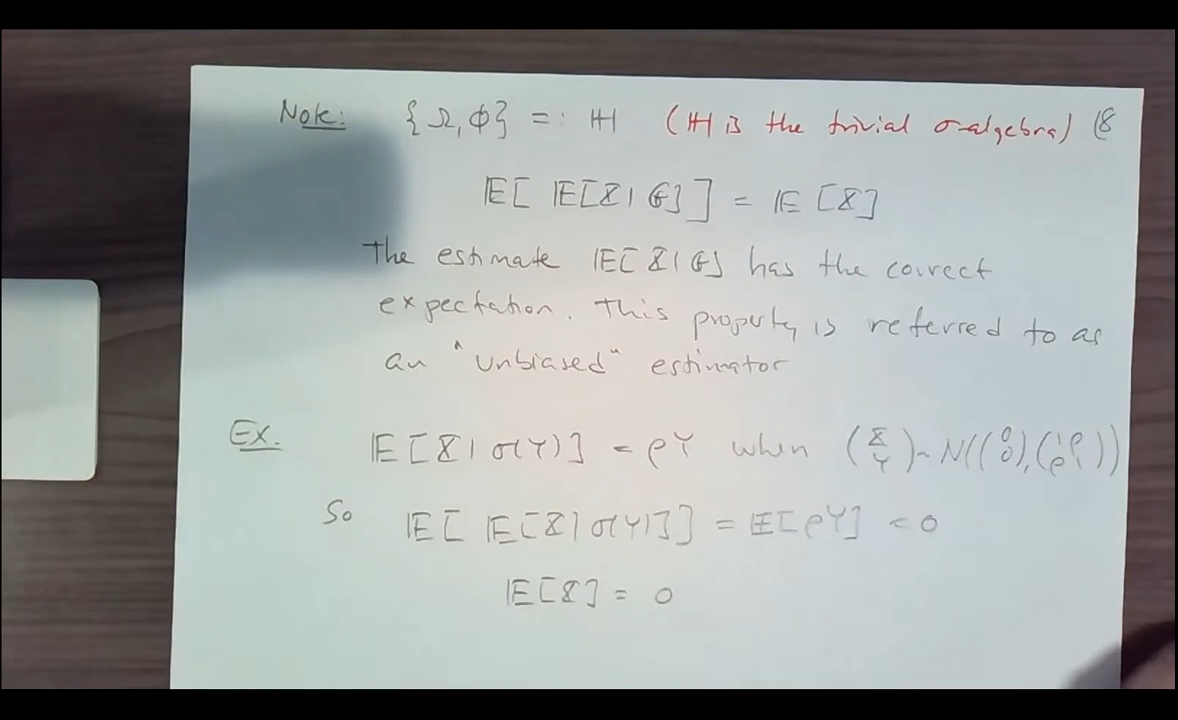 Note: {Ω, ϕ} =: ℍ (ℍ is the trivial σ-algebra) (8
𝔼[ 𝔼[X | G] ] = 𝔼[X]
The estimate 𝔼[X | G] has the correct
expectation. This property is referred to as
an "unbiased" estimator
Ex. 𝔼[X | σ(Y)] = ρY when (X Y) ~ N((0 0), (1 ρ ρ 1))
So 𝔼[ 𝔼[X | σ(Y)] ] = 𝔼[ρY] = 0
𝔼[X] = 0